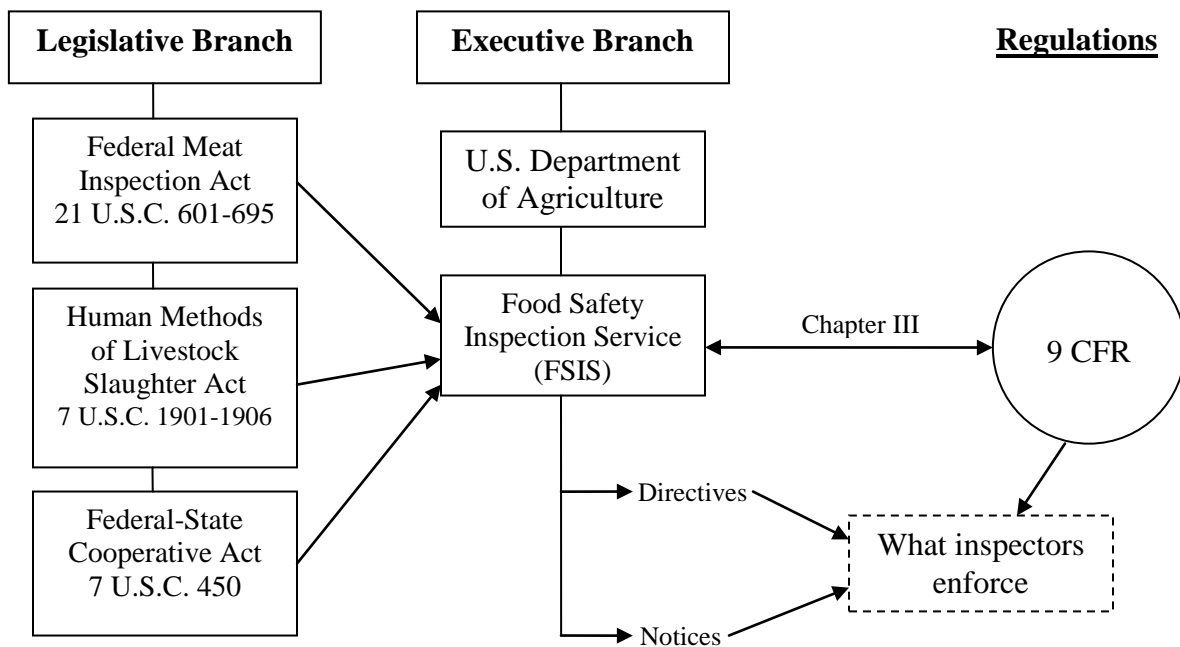 Legislative Branch
Executive Branch
Regulations
Federal Meat
Inspection Act
21 U.S.C. 601-695
Human Methods
of Livestock
Slaughter Act
7 U.S.C. 1901-1906
Federal-State
Cooperative Act
7 U.S.C. 450
U.S. Department
of Agriculture
Food Safety
Inspection Service
(FSIS)
Chapter III
9 CFR
Directives
Notices
What inspectors
enforce